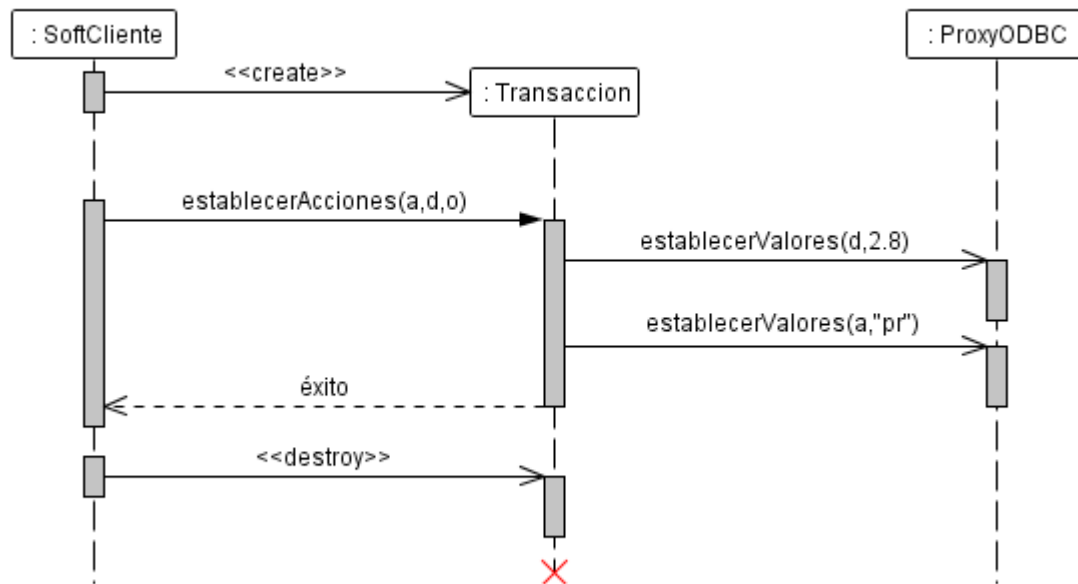 : SoftCliente
: ProxyODBC
<<create>>
: Transaccion
establecerAcciones(a,d,o)
establecerValores(d,2.8)
establecerValores(a,"pr")
éxito
<<destroy>>